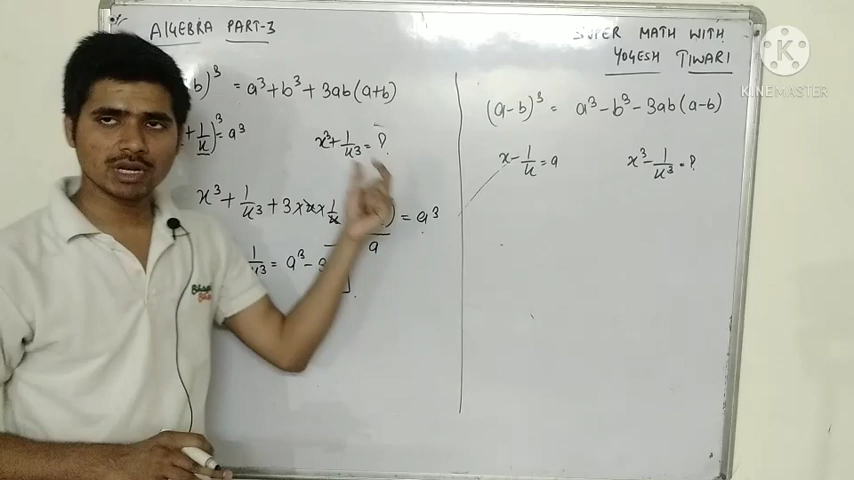 ALGEBRA PART-3
SUPER MATH WITH
YOGESH TIWARI
KINEMASTER
b)³ = a³+b³+3ab(a+b)
+ 1/x)³ = a³
x³+1/x³ = ?
x³ + 1/x³ + 3×x×1/x ) = a³
a
1/x³ = a³ - 3
(a-b)³ = a³-b³-3ab(a-b)
x - 1/x = a
x³ - 1/x³ = ?